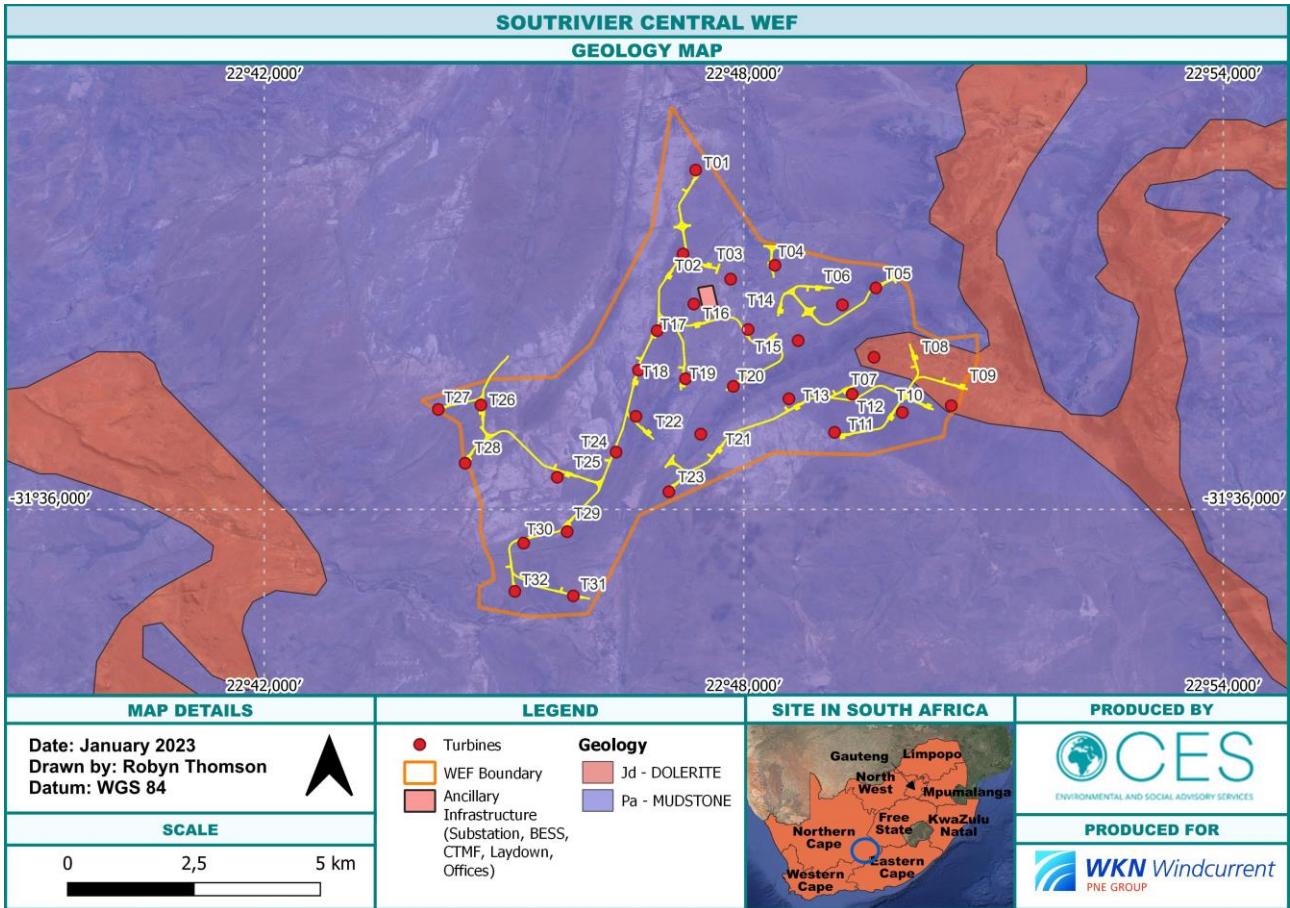 SOUTRIVIER CENTRAL WEF
GEOLOGY MAP
22°42,000' 22°48,000' 22°54,000'
T01
T02 T03 T04
T05
T06
T14
T16
T17
T15
T08
T18 T19 T20
T07
T09
T27 T26
T13
T12
T10
T22
T11
T24
T21
T28
T25
T23
-31°36,000' -31°36,000'
T30 T29
T32 T31
22°42,000' 22°48,000' 22°54,000'
MAP DETAILS
Date: January 2023
Drawn by: Robyn Thomson
Datum: WGS 84
SCALE
0 2,5 5 km
LEGEND
Turbines
WEF Boundary
Ancillary
Infrastructure
(Substation, BESS,
CTMF, Laydown,
Offices)
Geology
Jd - DOLERITE
Pa - MUDSTONE
SITE IN SOUTH AFRICA
Limpopo
Gauteng
North
West
Mpumalanga
Free
State
KwaZulu
Natal
Northern
Cape
Eastern
Cape
Western
Cape
PRODUCED BY
CES
ENVIRONMENTAL AND SOCIAL ADVISORY SERVICES
PRODUCED FOR
WKN Windcurrent
PNE GROUP